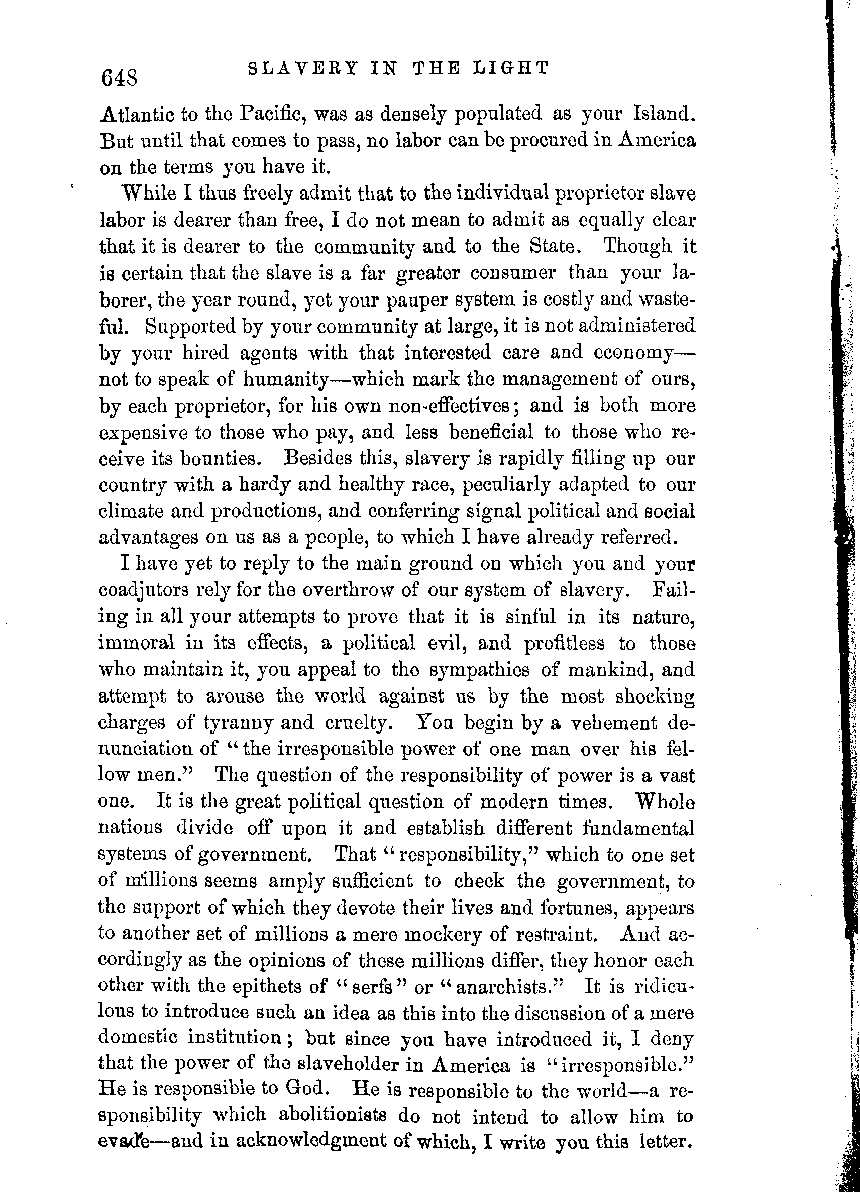 648
SLAVERY IN THE LIGHT
Atlantic to the Pacific, was as densely populated as your Island.
But until that comes to pass, no labor can be procured in America
on the terms you have it.
While I thus freely admit that to the individual proprietor slave
labor is dearer than free, I do not mean to admit as equally clear
that it is dearer to the community and to the State. Though it
is certain that the slave is a far greater consumer than your la-
borer, the year round, yet your pauper system is costly and waste-
ful. Supported by your community at large, it is not administered
by your hired agents with that interested care and economy—
not to speak of humanity—which mark the management of ours,
by each proprietor, for his own non-effectives; and is both more
expensive to those who pay, and less beneficial to those who re-
ceive its bounties. Besides this, slavery is rapidly filling up our
country with a hardy and healthy race, peculiarly adapted to our
climate and productions, and conferring signal political and social
advantages on us as a people, to which I have already referred.
I have yet to reply to the main ground on which you and your
coadjutors rely for the overthrow of our system of slavery. Fail-
ing in all your attempts to prove that it is sinful in its nature,
immoral in its effects, a political evil, and profitless to those
who maintain it, you appeal to the sympathies of mankind, and
attempt to arouse the world against us by the most shocking
charges of tyranny and cruelty. You begin by a vehement de-
nunciation of “the irresponsible power of one man over his fel-
low men.” The question of the responsibility of power is a vast
one. It is the great political question of modern times. Whole
nations divide off upon it and establish different fundamental
systems of government. That “responsibility,” which to one set
of millions seems amply sufficient to check the government, to
the support of which they devote their lives and fortunes, appears
to another set of millions a mere mockery of restraint. And ac-
cordingly as the opinions of these millions differ, they honor each
other with the epithets of “serfs” or “anarchists.” It is ridicu-
lous to introduce such an idea as this into the discussion of a mere
domestic institution; but since you have introduced it, I deny
that the power of the slaveholder in America is “irresponsible.”
He is responsible to God. He is responsible to the world—a re-
sponsibility which abolitionists do not intend to allow him to
evade—and in acknowledgment of which, I write you this letter.